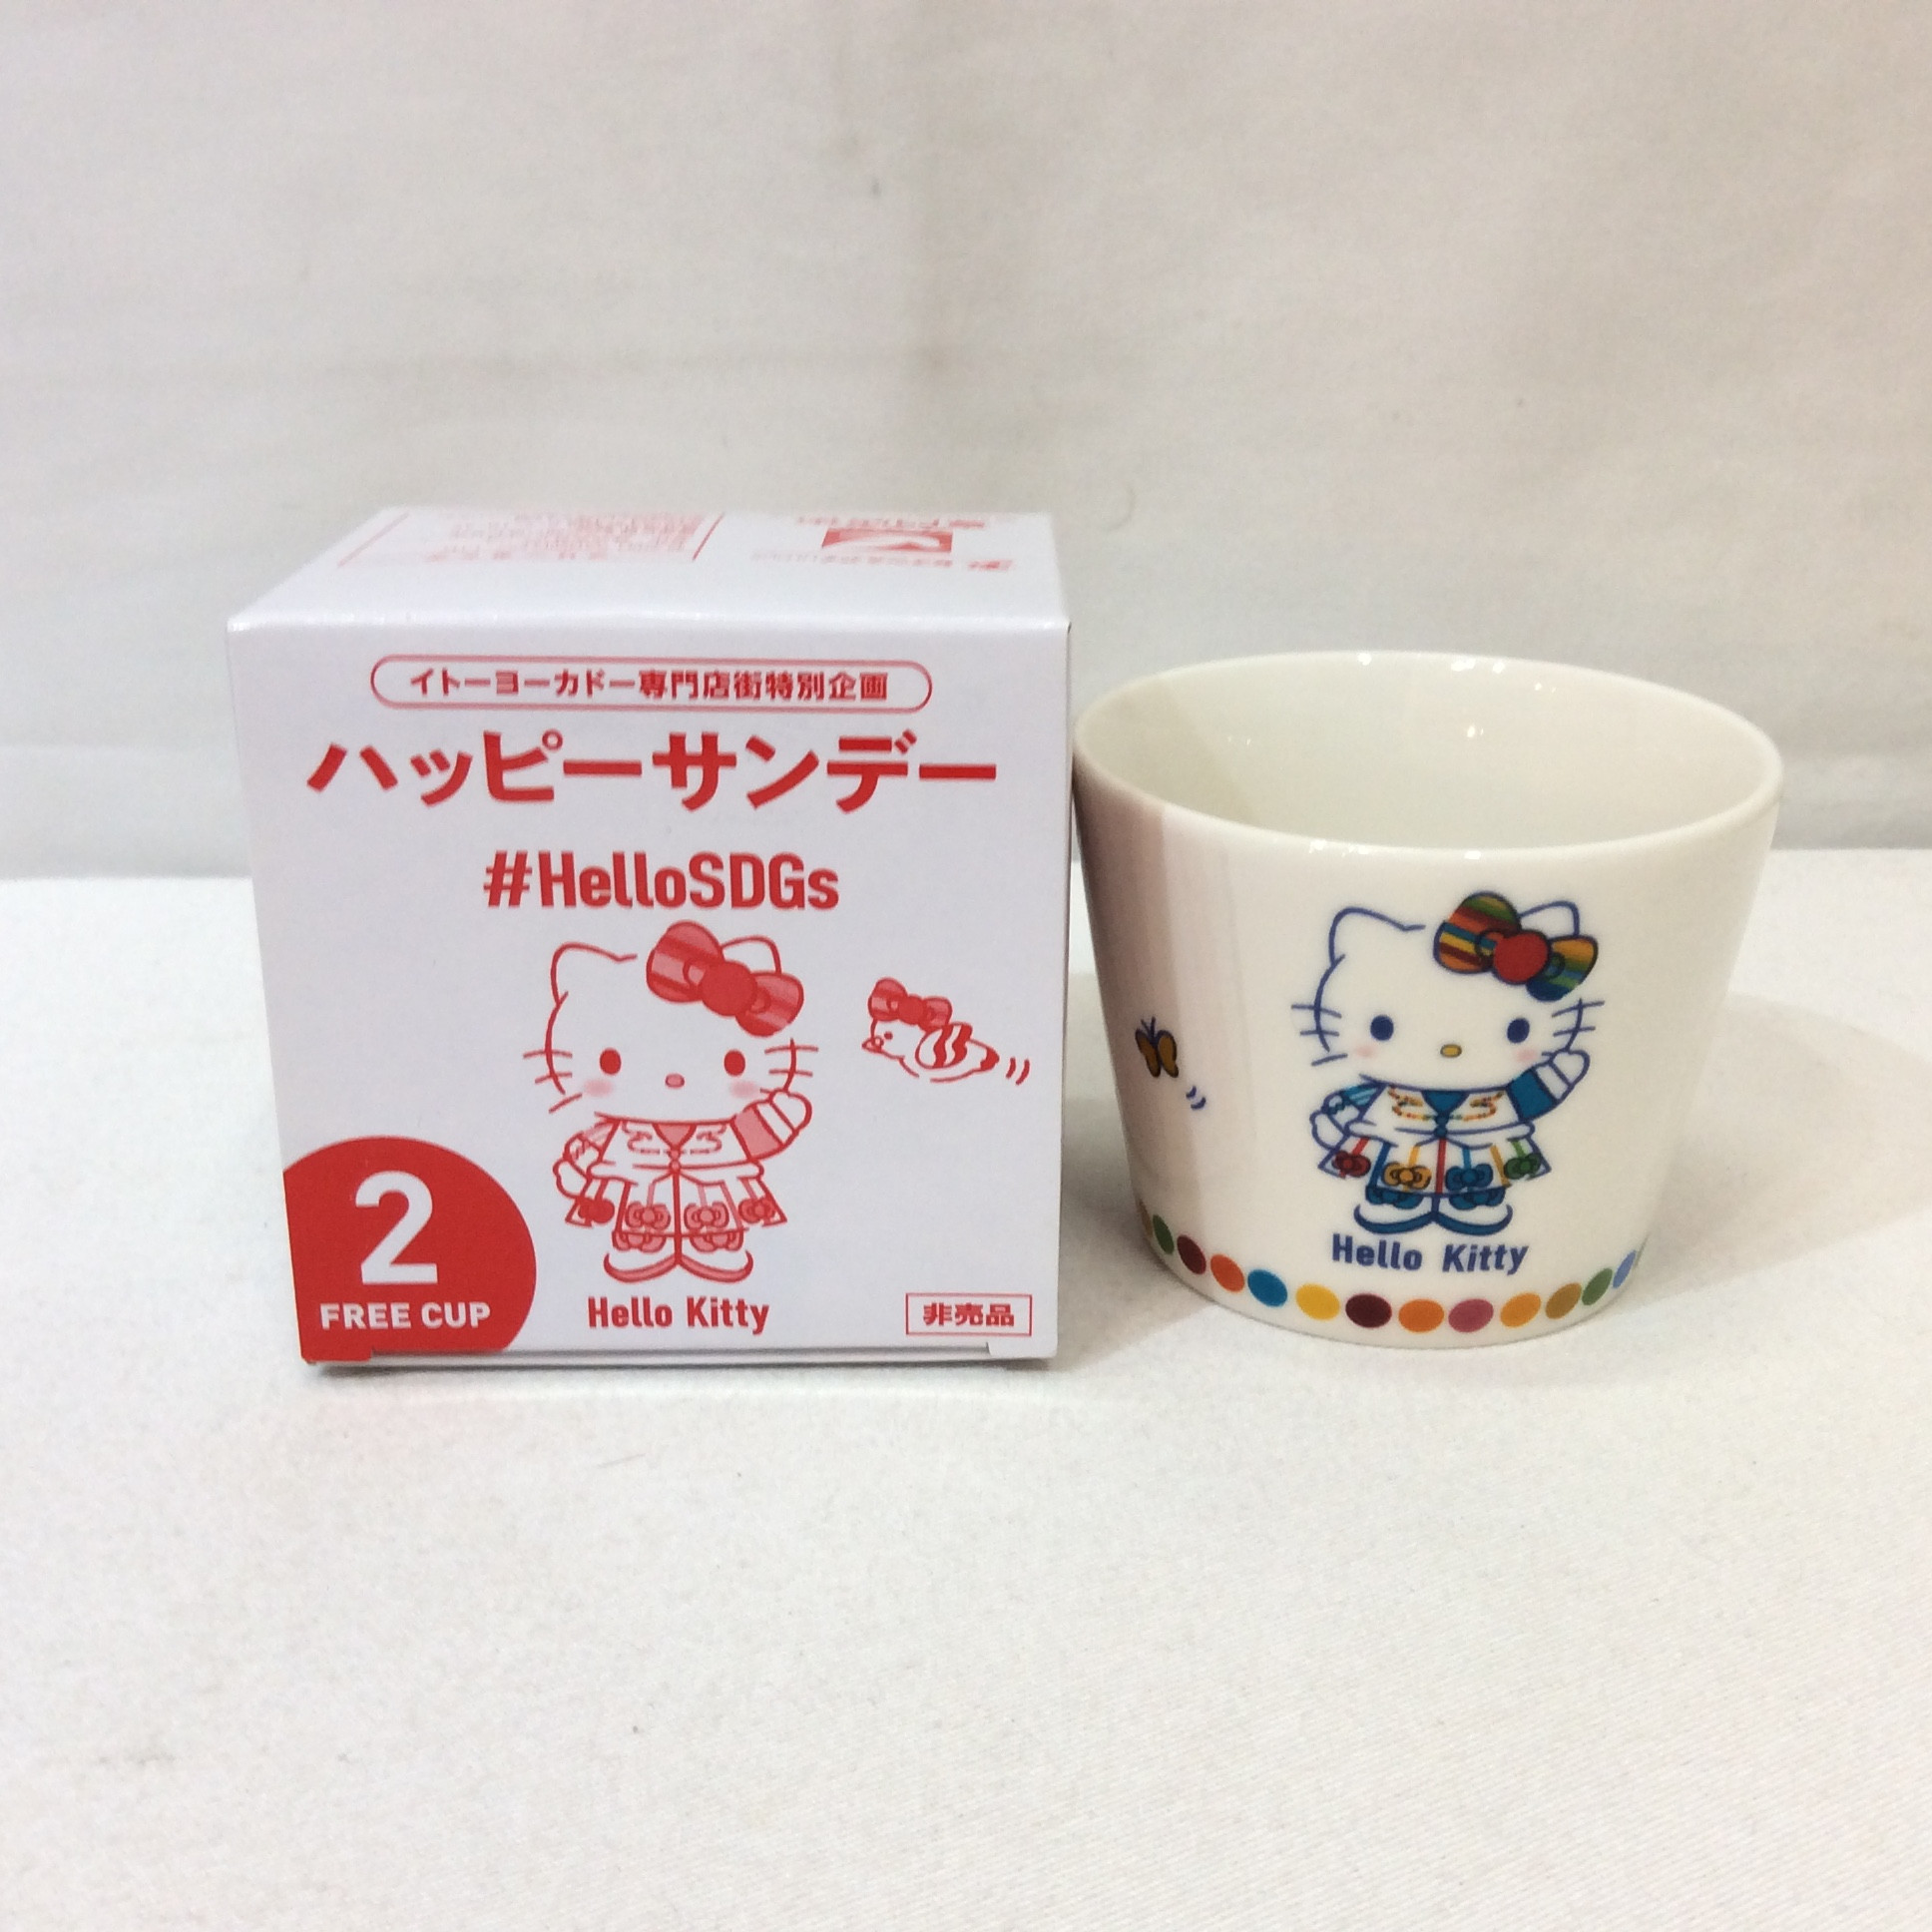 イトーヨーカドー専門店街特別企画
ハッピーサンデー
#HelloSDGs
2
FREE CUP
Hello Kitty
非売品
Hello Kitty